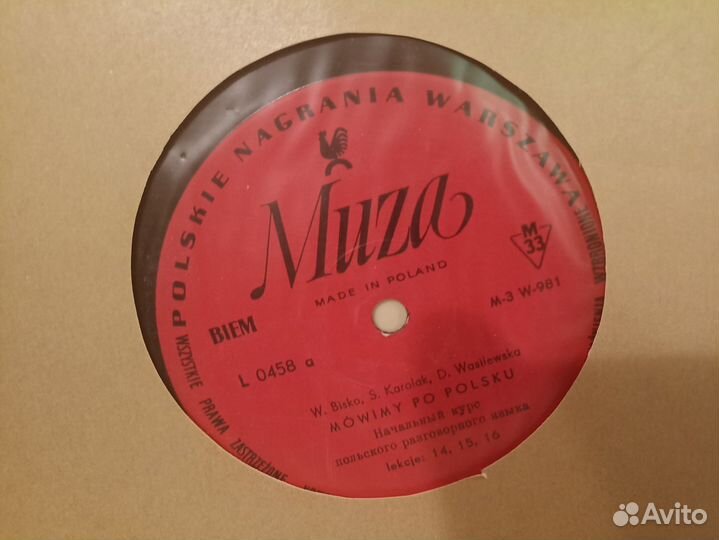 POLSKIE NAGRANIA WARSZAWA
Muza
MADE IN POLAND
M
33
BIEM
M-3 W-981
L 0458 a
W. Bisko, S. Karolak, D. Wasilewska
MÓWIMY PO POLSKU
Начальный курс
польского разговорного языка
lekcje: 14, 15, 16
WSZYSTKIE PRAWA ZASTRZEŻONE
WZBRONIONE
Avito